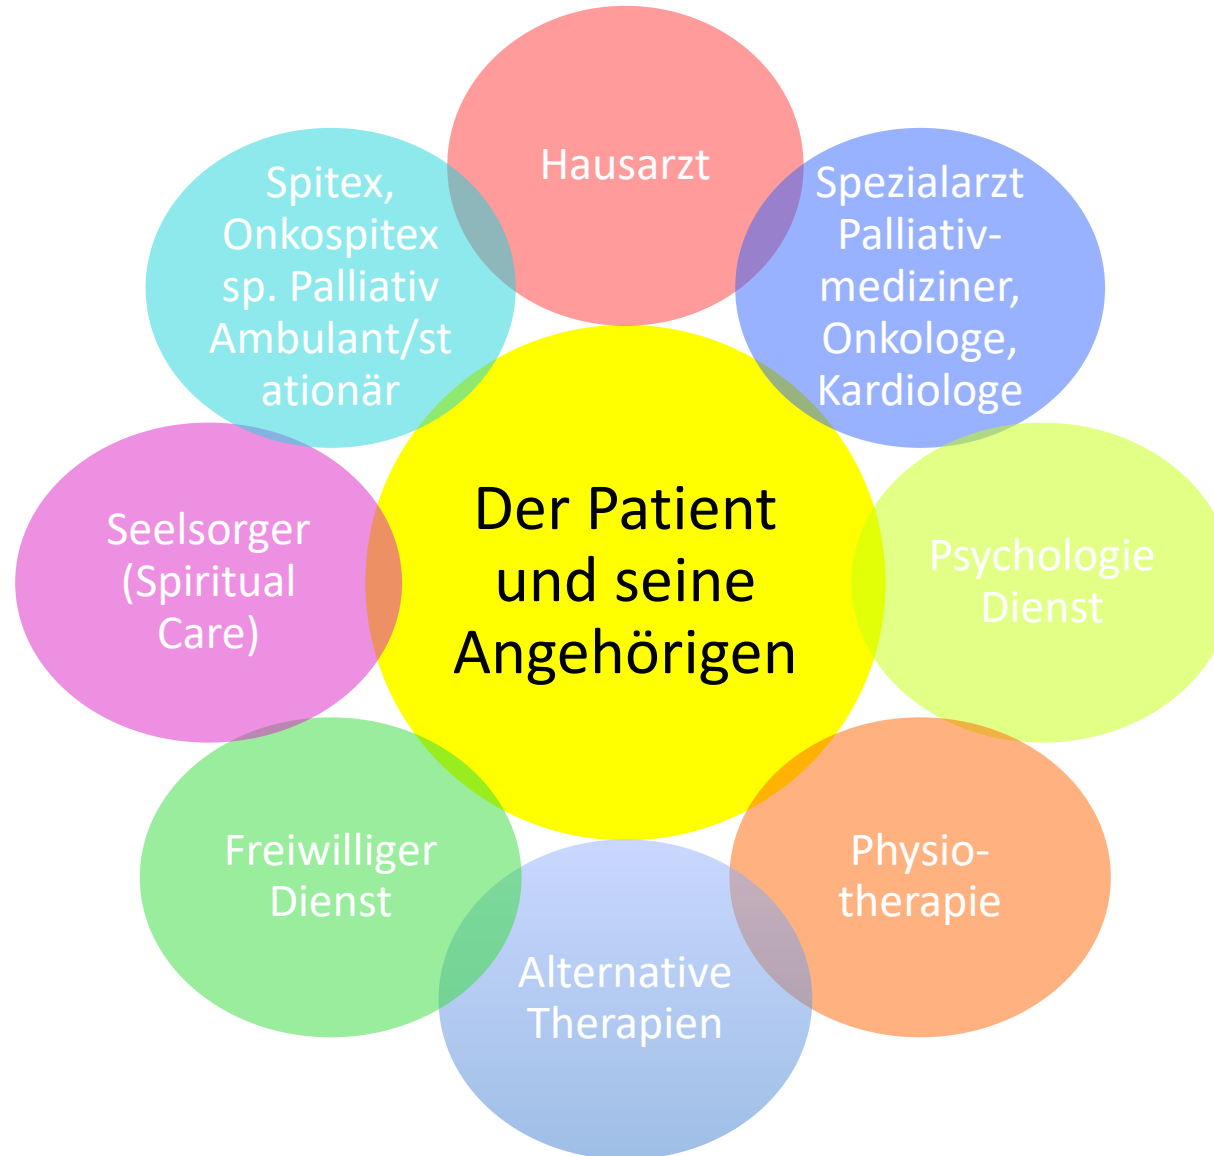 Hausarzt
Spezialarzt
Palliativ-
mediziner,
Onkologe,
Kardiologe
Psychologie
Dienst
Physio-
therapie
Alternative
Therapien
Freiwilliger
Dienst
Seelsorger
(Spiritual
Care)
Spitex,
Onkospitex
sp. Palliativ
Ambulant/st
ationär
Der Patient
und seine
Angehörigen